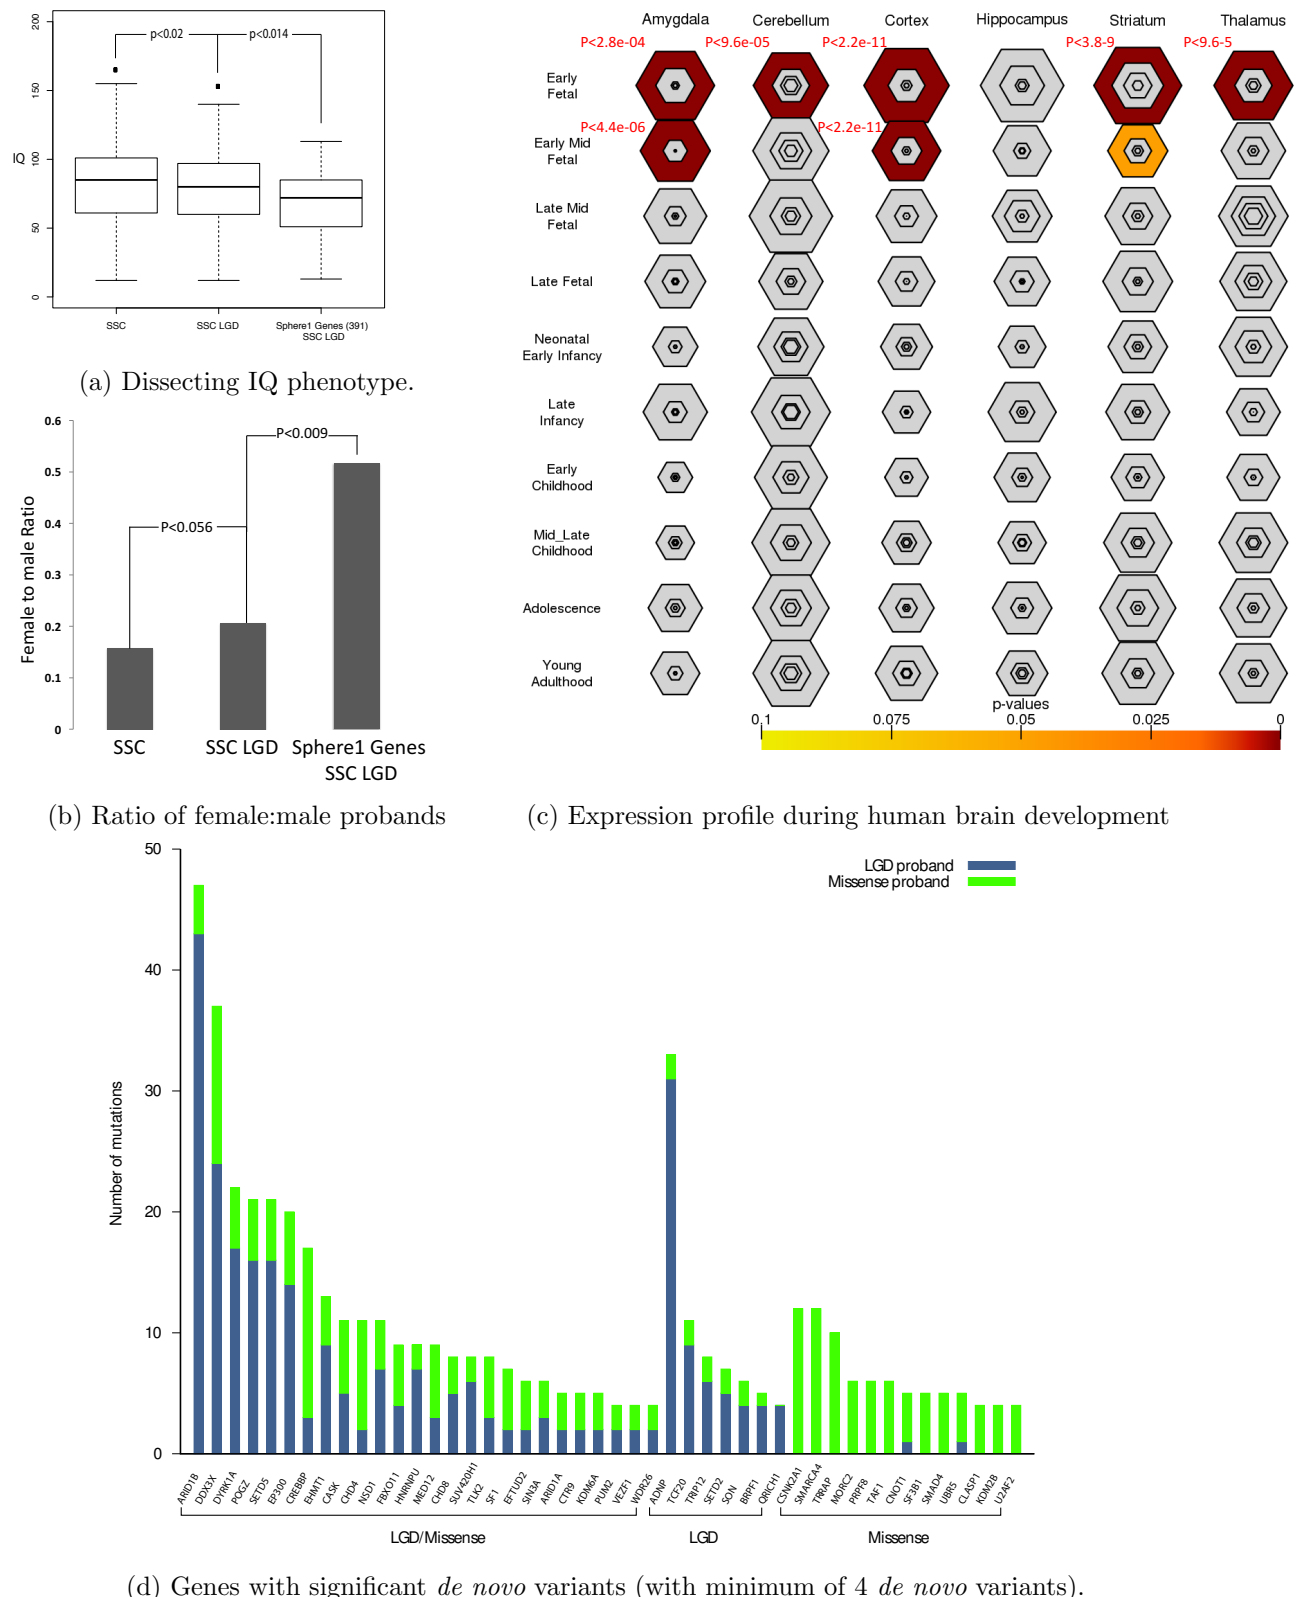 200
150
100
50
0
IQ
p<0.02
p<0.014
SSC
SSC LGD
Sphere1 Genes (391)
SSC LGD
(a) Dissecting IQ phenotype.
0.6
0.5
0.4
0.3
0.2
0.1
0
Female to male Ratio
P<0.056
P<0.009
SSC
SSC LGD
Sphere1 Genes
SSC LGD
(b) Ratio of female:male probands
Amygdala Cerebellum Cortex Hippocampus Striatum Thalamus
P<2.8e-04 P<9.6e-05 P<2.2e-11 P<3.8-9 P<9.6-5
Early
Fetal
P<4.4e-06 P<2.2e-11
Early Mid
Fetal
Late Mid
Fetal
Late Fetal
Neonatal
Early Infancy
Late
Infancy
Early
Childhood
Mid_Late
Childhood
Adolescence
Young
Adulthood
p-values
0.1 0.075 0.05 0.025 0
(c) Expression profile during human brain development
50
40
30
20
10
0
Number of mutations
LGD proband
Missense proband
ARID1B
DDX3X
DYRK1A
POGZ
SETD5
EP300
CREBBP
EHMT1
CASK
CHD4
NSD1
FBXO11
HNRNPU
MED12
CHD8
SUV420H1
TLK2
SF1
EFTUD2
SIN3A
ARID1A
CTR9
KDM6A
PUM2
VEZF1
WDR26
ADNP
TCF20
TRIP12
SETD2
SON
BRPF1
QRICH1
CSNK2A1
SMARCA4
TRRAP
MORC2
PRPF8
TAF1
CNOT1
SF3B1
SMAD4
UBR5
CLASP1
KDM2B
U2AF2
LGD/Missense
LGD
Missense
(d) Genes with significant de novo variants (with minimum of 4 de novo variants).